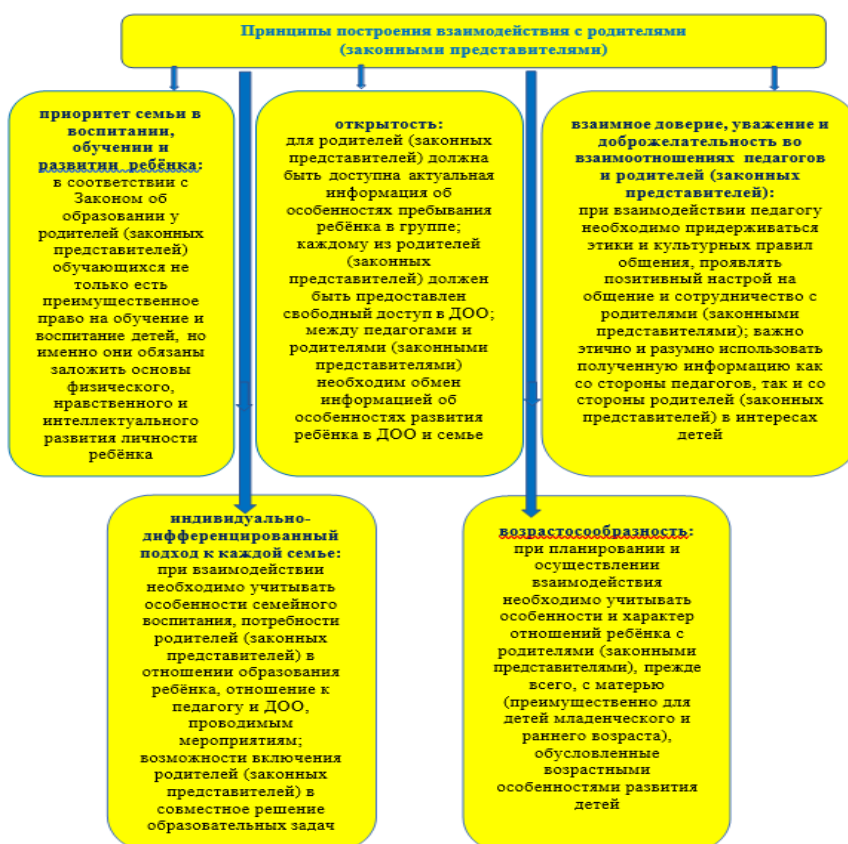 Принципы построения взаимодействия с родителями
(законными представителями)
приоритет семьи в
воспитании,
обучении и
развитии ребёнка:
в соответствии с
Законом об
образовании у
родителей (законных
представителей)
обучающихся не
только есть
преимущественное
право на обучение и
воспитание детей, но
именно они обязаны
заложить основы
физического,
нравственного и
интеллектуального
развития личности
ребёнка
открытость:
для родителей (законных
представителей) должна
быть доступна актуальная
информация об
особенностях пребывания
ребёнка в группе;
каждому из родителей
(законных
представителей) должен
быть предоставлен
свободный доступ в ДОО;
между педагогами и
родителями (законными
представителями)
необходим обмен
информацией об
особенностях развития
ребёнка в ДОО и семье
взаимное доверие, уважение и
доброжелательность во
взаимоотношениях педагогов
и родителей (законных
представителей):
при взаимодействии педагогу
необходимо придерживаться
этики и культурных правил
общения, проявлять
позитивный настрой на
общение и сотрудничество с
родителями (законными
представителями); важно
этично и разумно использовать
полученную информацию как
со стороны педагогов, так и со
стороны родителей (законных
представителей) в интересах
детей
индивидуально-
дифференцированный
подход к каждой семье:
при взаимодействии
необходимо учитывать
особенности семейного
воспитания, потребности
родителей (законных
представителей) в
отношении образования
ребёнка, отношение к
педагогу и ДОО,
проводимым
мероприятиям;
возможности включения
родителей (законных
представителей) в
совместное решение
образовательных задач
возрастосообразность:
при планировании и
осуществлении
взаимодействия
необходимо учитывать
особенности и характер
отношений ребёнка с
родителями (законными
представителями), прежде
всего, с матерью
(преимущественно для
детей младенческого и
раннего возраста),
обусловленные
возрастными
особенностями развития
детей